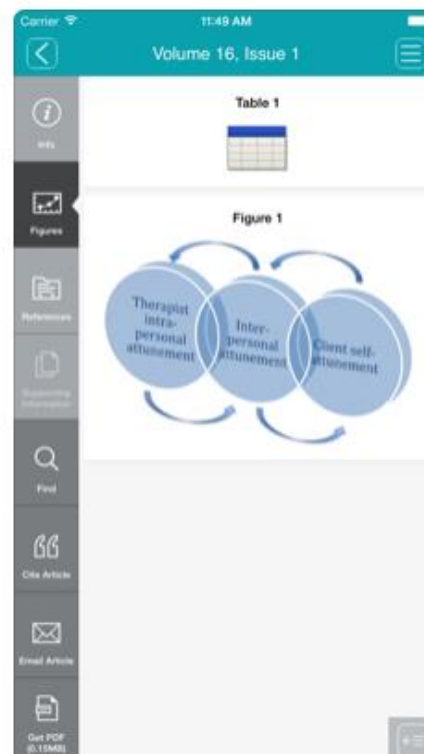 Carrier
11:49 AM
Volume 16, Issue 1
Info
Table 1
Figures
Figure 1
References
Therapist
intra-
personal
attunement
Inter-
personal
attunement
Client self-
attunement
Supporting
Information
Find
Cite Article
Email Article
Get PDF
(0.15MB)